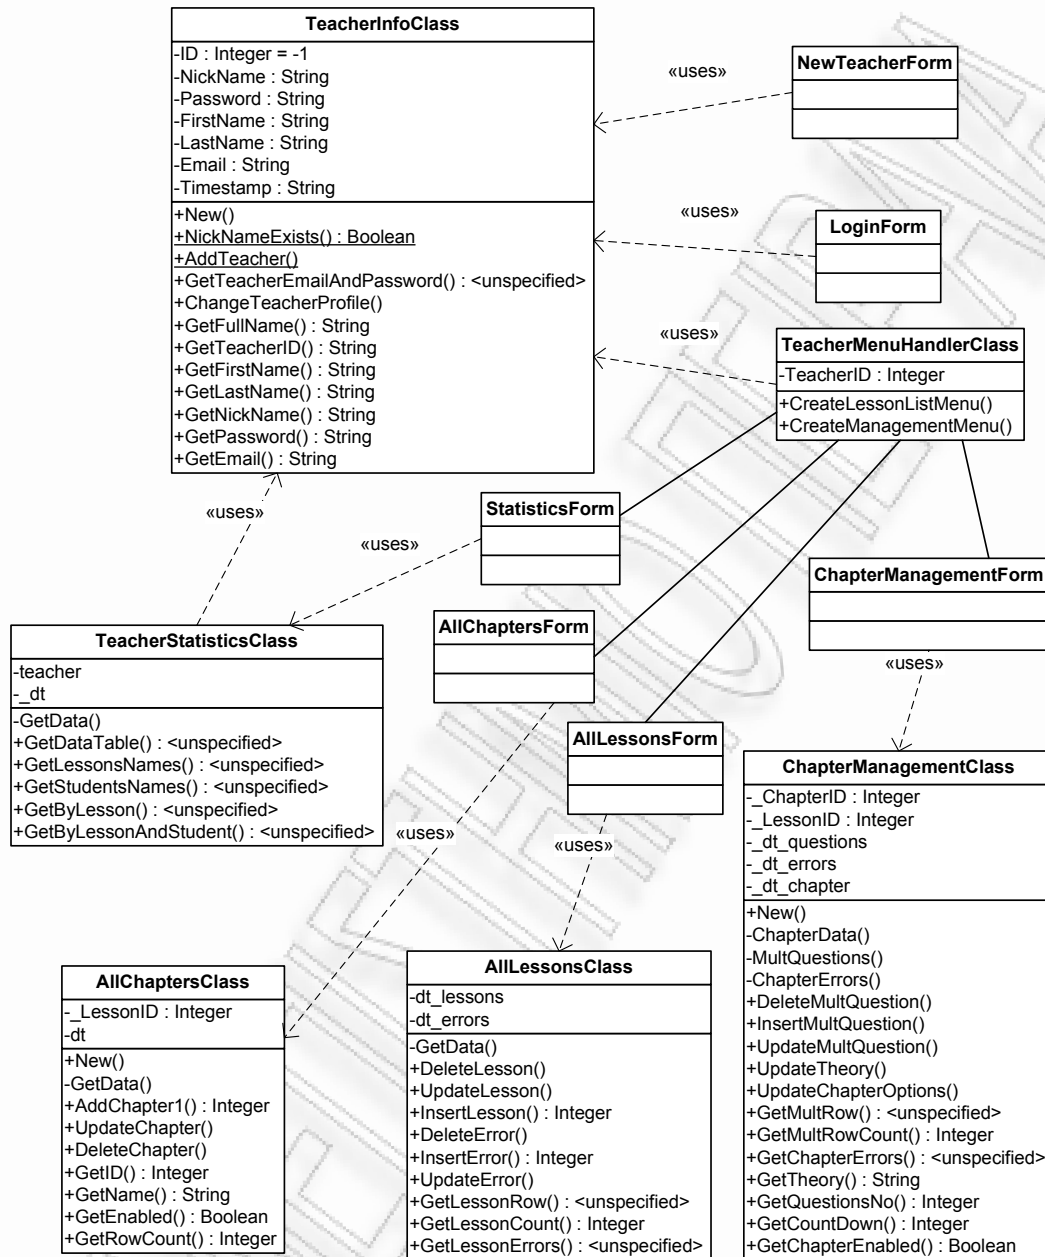 TeacherInfoClass
-ID : Integer = -1
-NickName : String
-Password : String
-FirstName : String
-LastName : String
-Email : String
-Timestamp : String
+New()
+NickNameExists() : Boolean
+AddTeacher()
+GetTeacherEmailAndPassword() : <unspecified>
+ChangeTeacherProfile()
+GetFullName() : String
+GetTeacherID() : String
+GetFirstName() : String
+GetLastName() : String
+GetNickName() : String
+GetPassword() : String
+GetEmail() : String
«uses»
NewTeacherForm
«uses»
LoginForm
«uses»
TeacherMenuHandlerClass
-TeacherID : Integer
+CreateLessonListMenu()
+CreateManagementMenu()
«uses»
«uses»
StatisticsForm
ChapterManagementForm
«uses»
AllChaptersForm
TeacherStatisticsClass
-teacher
-_dt
-GetData()
+GetDataTable() : <unspecified>
+GetLessonsNames() : <unspecified>
+GetStudentsNames() : <unspecified>
+GetByLesson() : <unspecified>
+GetByLessonAndStudent() : <unspecified>
AllLessonsForm
«uses»
«uses»
ChapterManagementClass
-_ChapterID : Integer
-_LessonID : Integer
-_dt_questions
-_dt_errors
-_dt_chapter
+New()
-ChapterData()
-MultQuestions()
-ChapterErrors()
+DeleteMultQuestion()
+InsertMultQuestion()
+UpdateMultQuestion()
+UpdateTheory()
+UpdateChapterOptions()
+GetMultRow() : <unspecified>
+GetMultRowCount() : Integer
+GetChapterErrors() : <unspecified>
+GetTheory() : String
+GetQuestionsNo() : Integer
+GetCountDown() : Integer
+GetChapterEnabled() : Boolean
AllChaptersClass
-_LessonID : Integer
-dt
+New()
-GetData()
+AddChapter1() : Integer
+UpdateChapter()
+DeleteChapter()
+GetID() : Integer
+GetName() : String
+GetEnabled() : Boolean
+GetRowCount() : Integer
AllLessonsClass
-dt_lessons
-dt_errors
-GetData()
+DeleteLesson()
+UpdateLesson()
+InsertLesson() : Integer
+DeleteError()
+InsertError() : Integer
+UpdateError()
+GetLessonRow() : <unspecified>
+GetLessonCount() : Integer
+GetLessonErrors() : <unspecified>